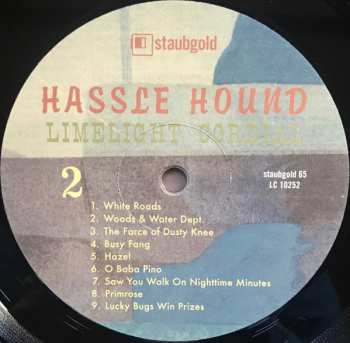 staubgold
HASSLE HOUND
LIMELIGHT CORDIAL
2
staubgold 65
LC 10252
1. White Roads
2. Woods & Water Dept.
3. The Farce of Dusty Knee
4. Busy Fang
5. Hazel
6. O Baba Pino
7. Saw You Walk On Nighttime Minutes
8. Primrose
9. Lucky Bugs Win Prizes